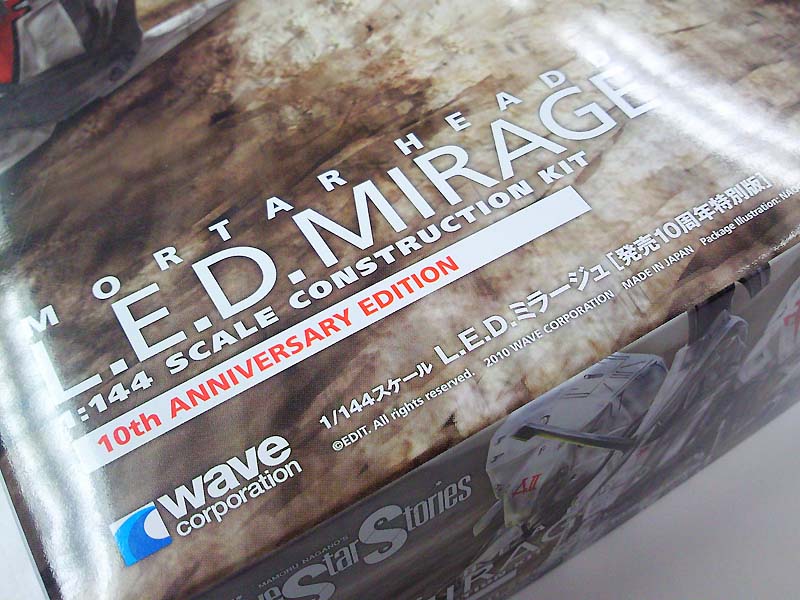 MORTAR HEADD
L.E.D.MIRAGE
1:144 SCALE CONSTRUCTION KIT
10th ANNIVERSARY EDITION
1/144スケール L.E.D.ミラージュ [発売10周年特別版]
©EDIT. All rights reserved. 2010 WAVE CORPORATION MADE IN JAPAN Package Illustration:
wave
corporation
MAMORU NAGANO'S
Star Stories